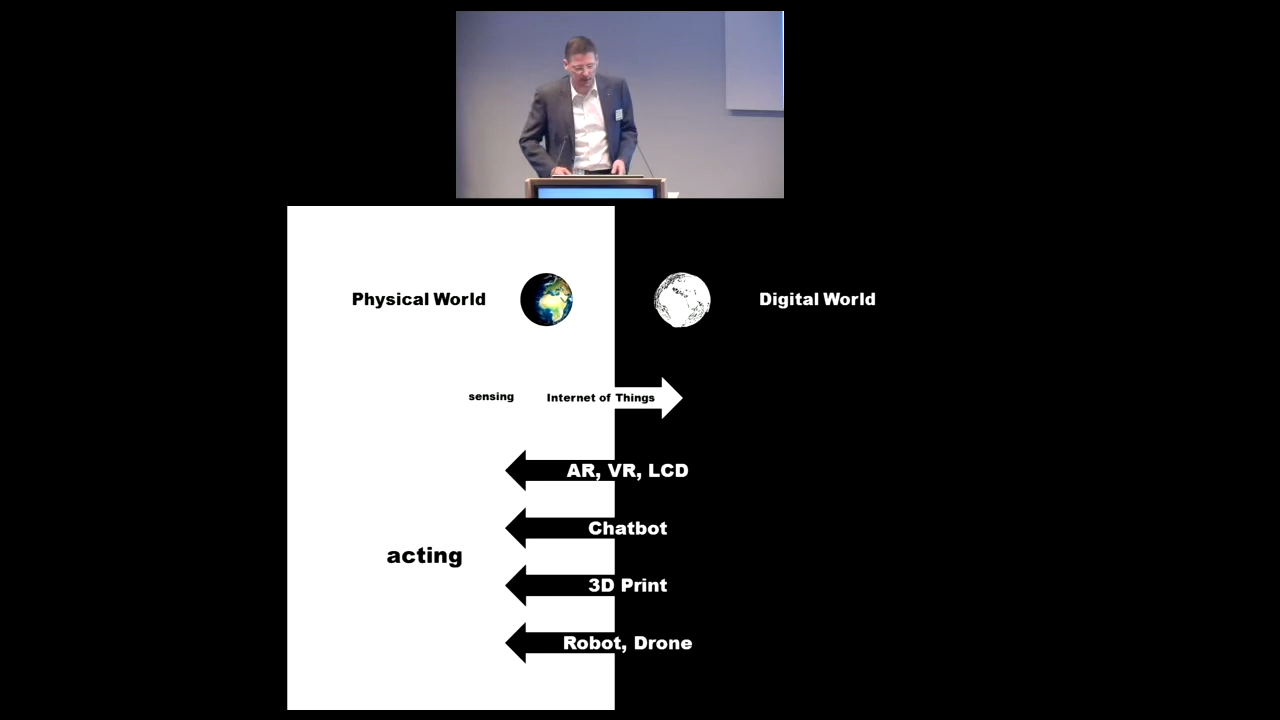 Physical World
Digital World
sensing
Internet of Things
AR, VR, LCD
Chatbot
acting
3D Print
Robot, Drone